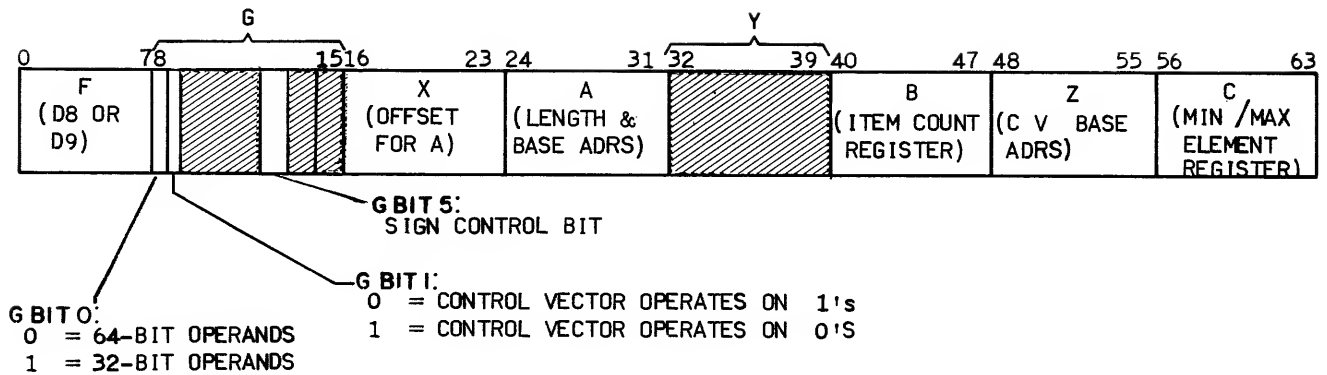 G
Y
0 78 1516 23 24 31 32 39 40 47 48 55 56 63
F
(D8 OR
D9)
X
(OFFSET
FOR A)
A
(LENGTH &
BASE ADRS)
B
(ITEM COUNT
REGISTER)
Z
(C V BASE
ADRS)
C
(MIN/MAX
ELEMENT
REGISTER)
G BIT 5:
SIGN CONTROL BIT
G BIT 1:
0 = CONTROL VECTOR OPERATES ON 1's
1 = CONTROL VECTOR OPERATES ON 0'S
G BIT 0:
0 = 64-BIT OPERANDS
1 = 32-BIT OPERANDS